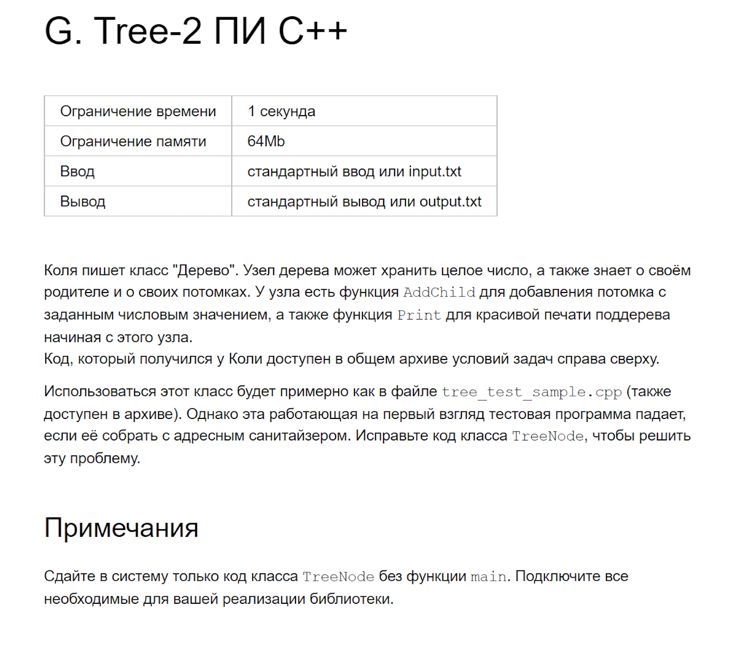 G. Tree-2 ПИ C++
Ограничение времени 1 секунда
Ограничение памяти 64Mb
Ввод стандартный ввод или input.txt
Вывод стандартный вывод или output.txt
Коля пишет класс "Дерево". Узел дерева может хранить целое число, а также знает о своём
родителе и о своих потомках. У узла есть функция AddChild для добавления потомка с
заданным числовым значением, а также функция Print для красивой печати поддерева
начиная с этого узла.
Код, который получился у Коли доступен в общем архиве условий задач справа сверху.
Использоваться этот класс будет примерно как в файле tree_test_sample.cpp (также
доступен в архиве). Однако эта работающая на первый взгляд тестовая программа падает,
если её собрать с адресным санитайзером. Исправьте код класса TreeNode, чтобы решить
эту проблему.
Примечания
Сдайте в систему только код класса TreeNode без функции main. Подключите все
необходимые для вашей реализации библиотеки.